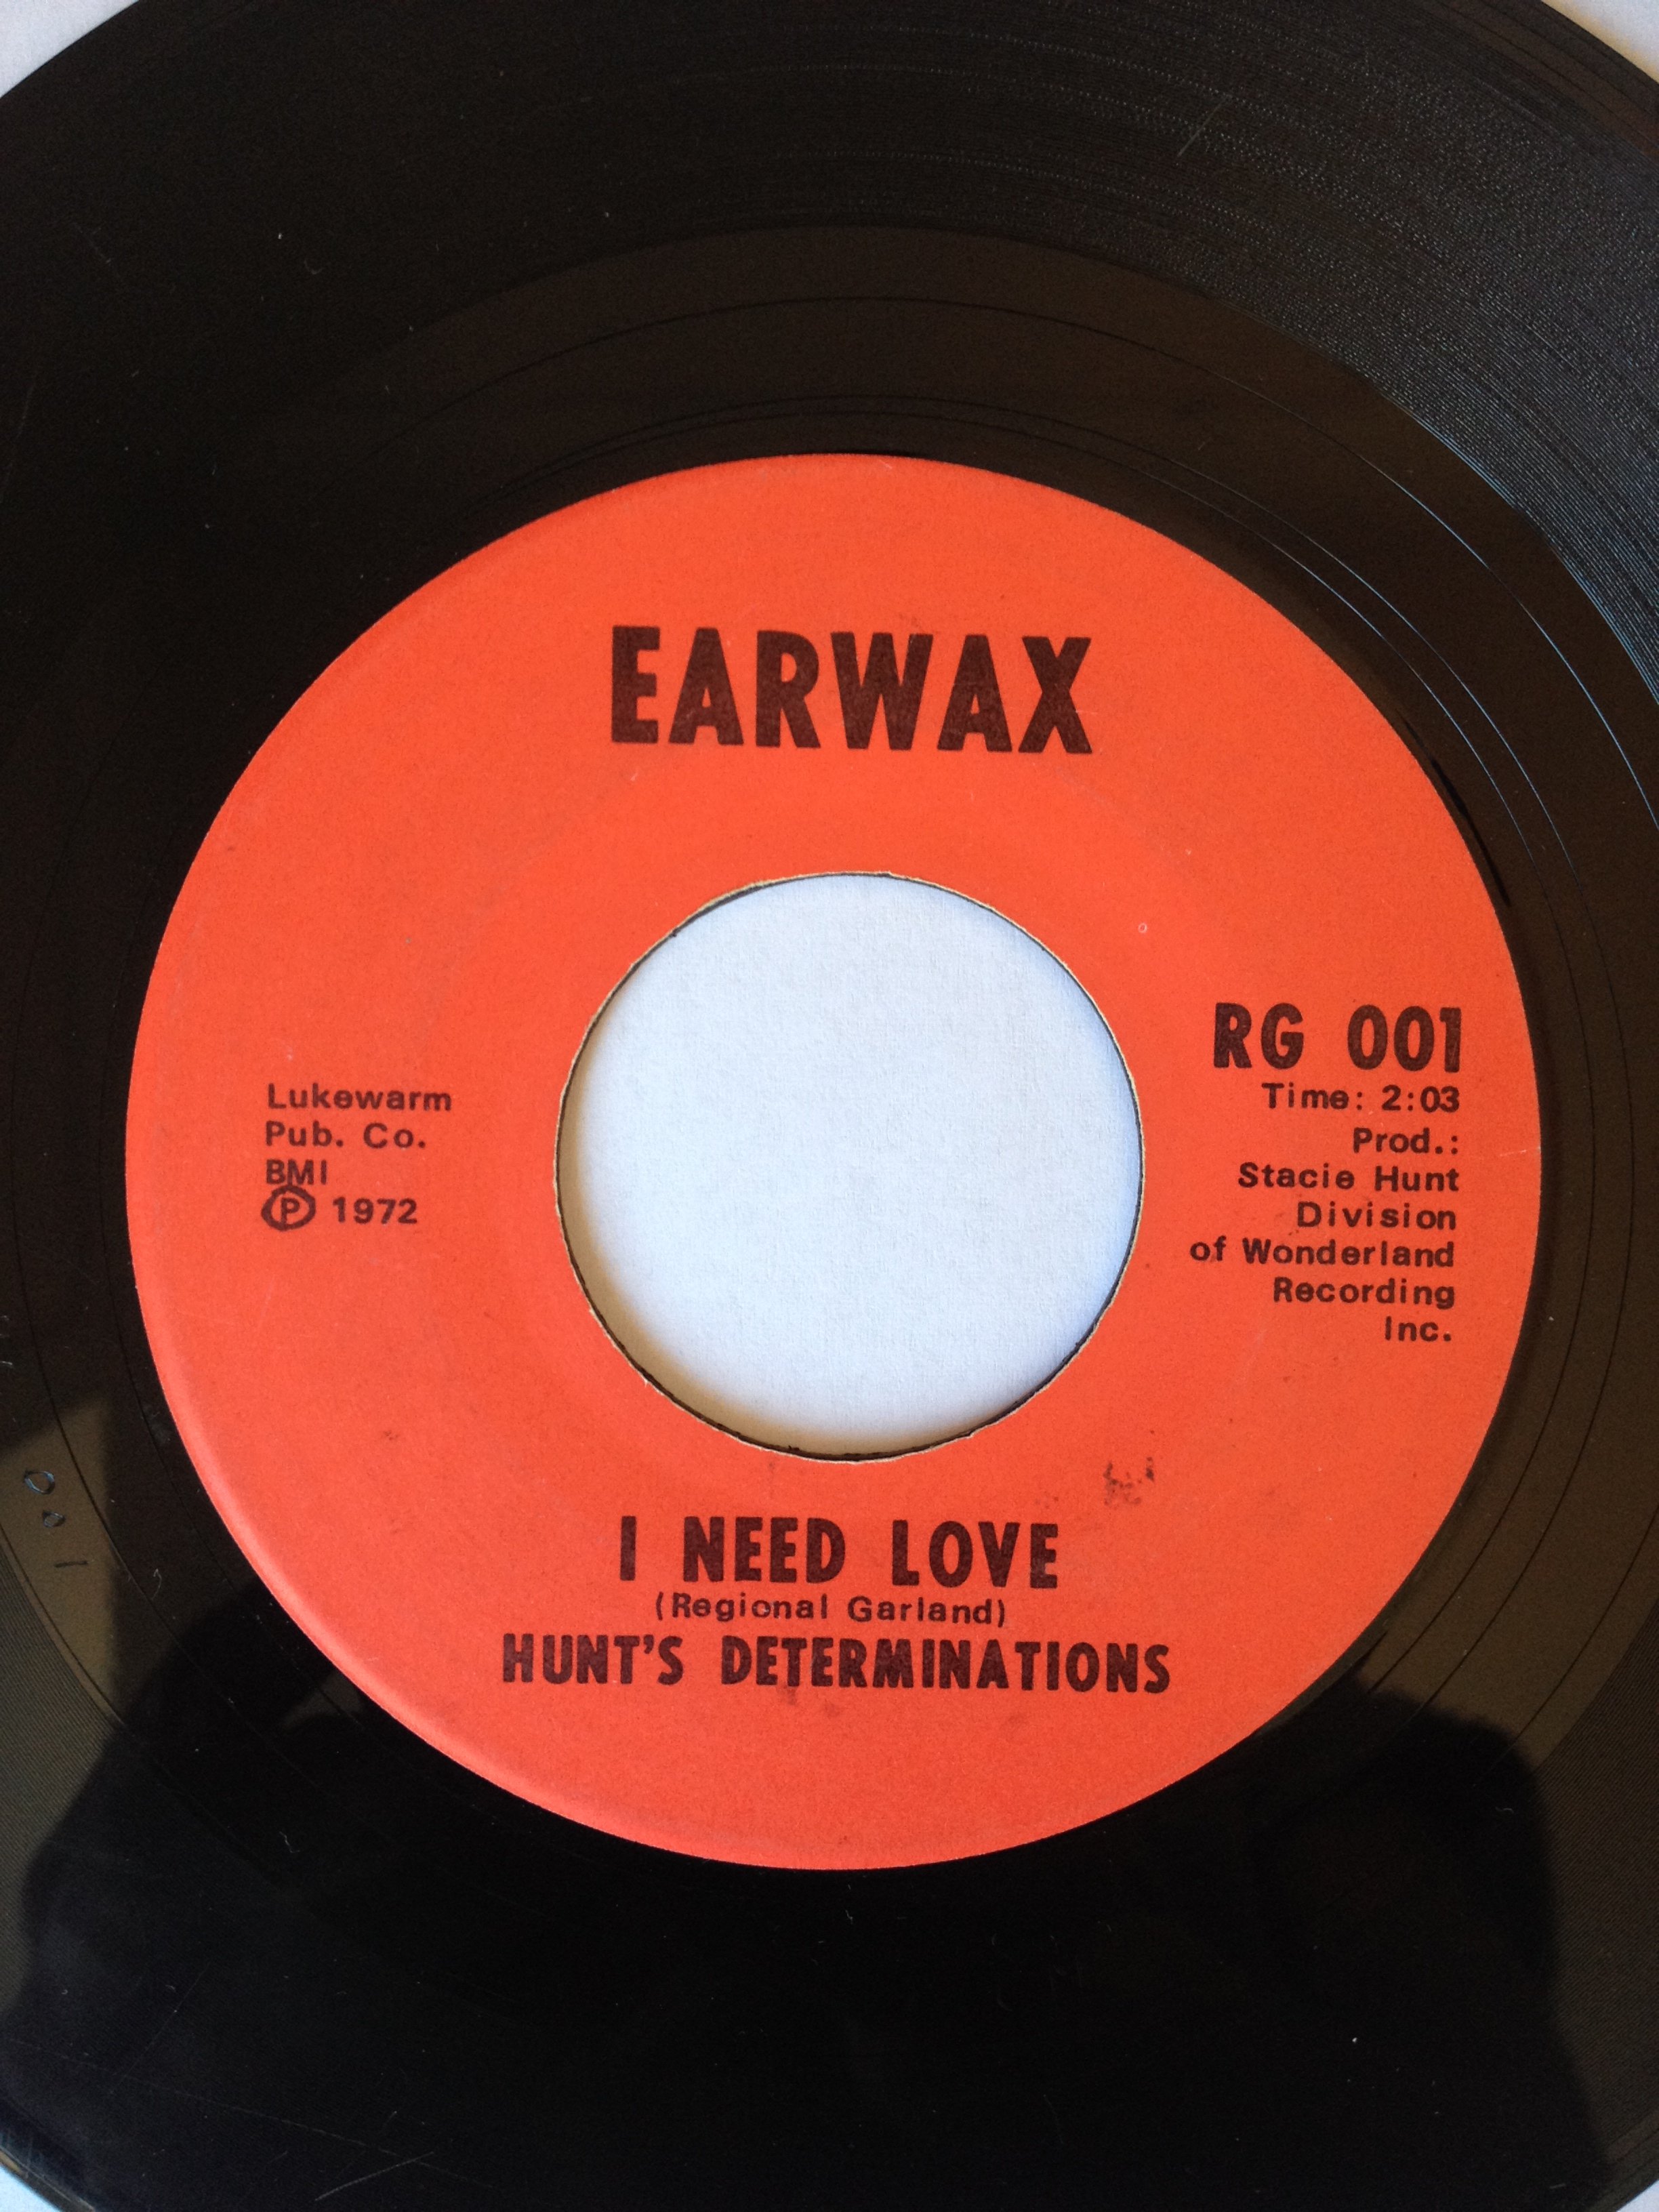 EARWAX
Lukewarm
Pub. Co.
BMI
Ⓟ 1972
RG 001
Time: 2:03
Prod.:
Stacie Hunt
Division
of Wonderland
Recording
Inc.
I NEED LOVE
(Regional Garland)
HUNT'S DETERMINATIONS